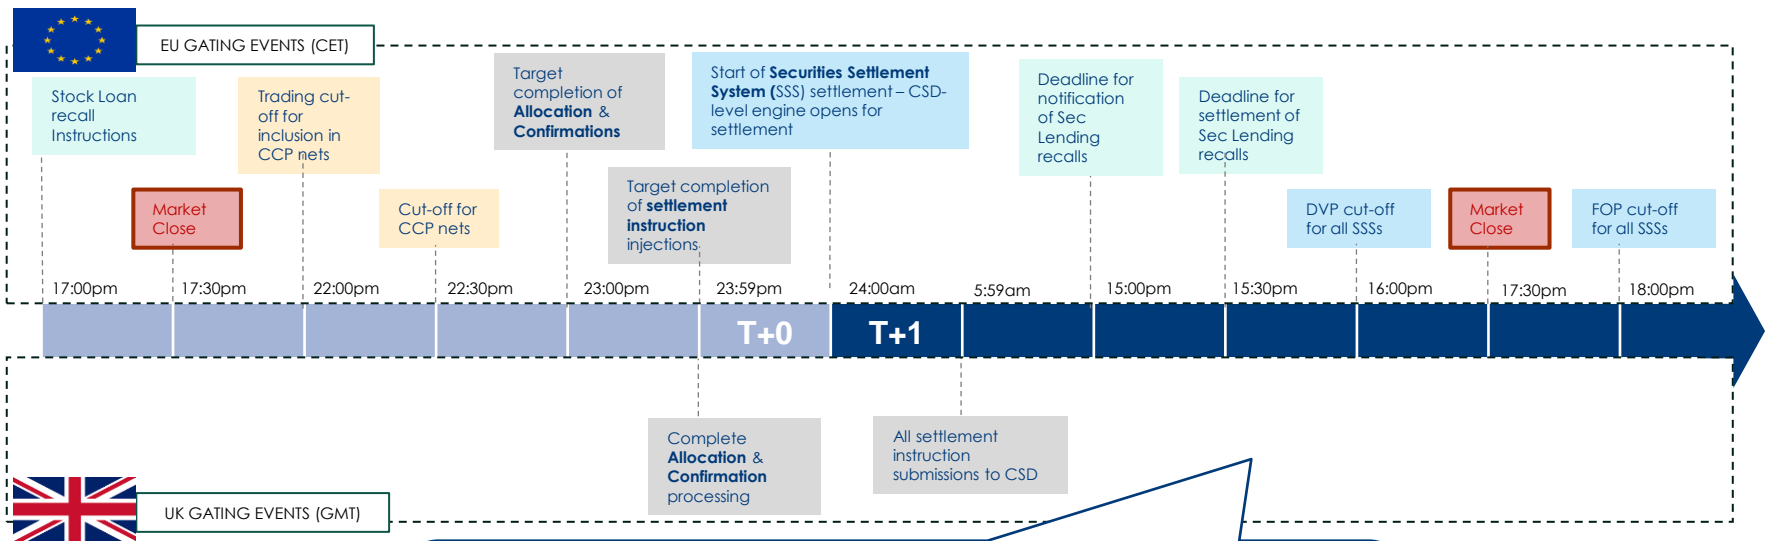 EU GATING EVENTS (CET)
Stock Loan
recall
Instructions
Market
Close
Trading cut-
off for
inclusion in
CCP nets
Cut-off for
CCP nets
Target
completion of
Allocation &
Confirmations
Target completion
of settlement
instruction
injections
Start of Securities Settlement
System (SSS) settlement – CSD-
level engine opens for
settlement
Deadline for
notification
of Sec
Lending
recalls
Deadline for
settlement of
Sec Lending
recalls
DVP cut-off
for all SSSs
Market
Close
FOP cut-off
for all SSSs
17:00pm
17:30pm
22:00pm
22:30pm
23:00pm
23:59pm
24:00am
5:59am
15:00pm
15:30pm
16:00pm
17:30pm
18:00pm
T+0
T+1
Complete
Allocation &
Confirmation
processing
All settlement
instruction
submissions to CSD
UK GATING EVENTS (GMT)